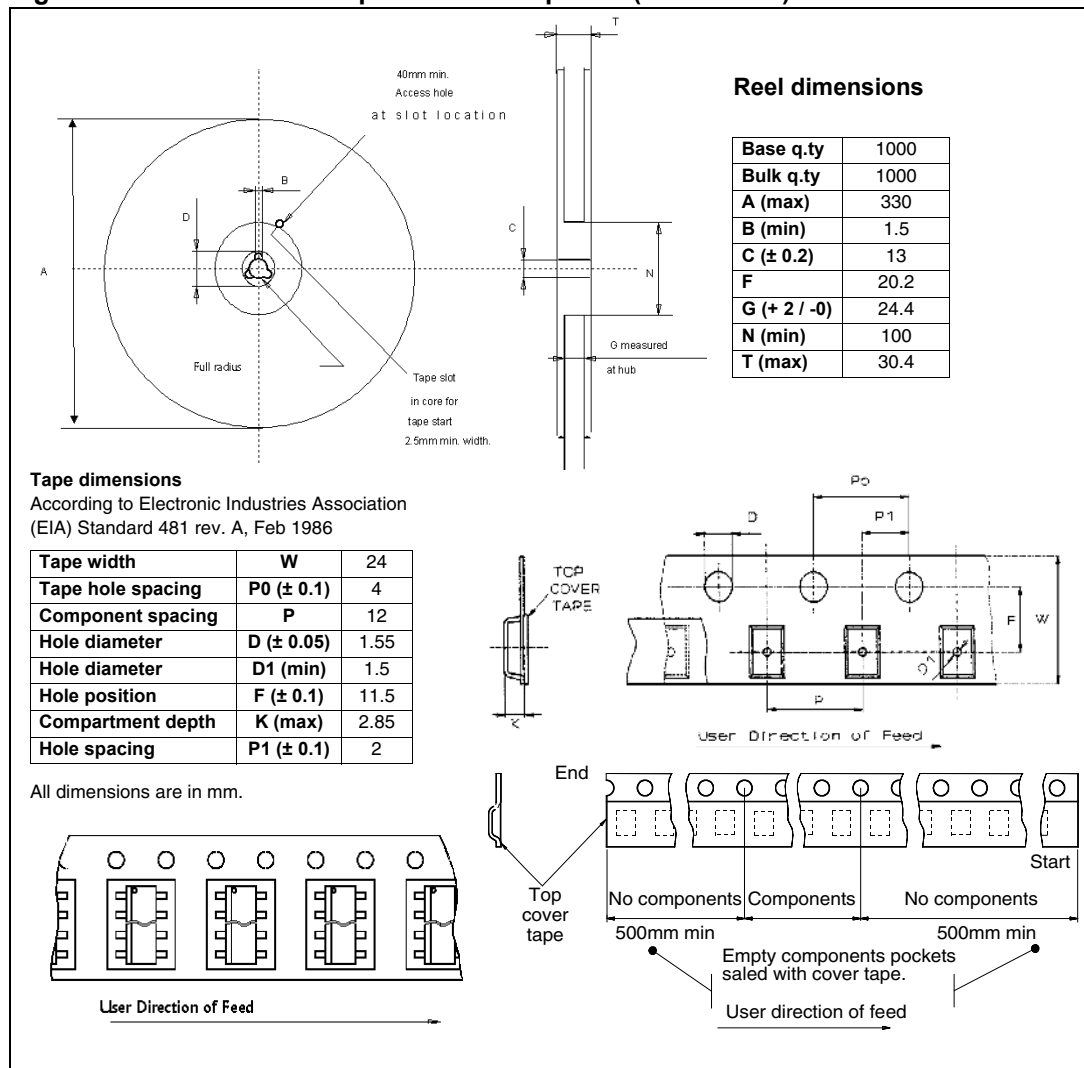 T
40mm min.
Access hole
at slot location
B
D
C
A
N
Full radius
Tape slot
in core for
tape start
2.5mm min. width.
G measured
at hub
Reel dimensions
Base q.ty 1000
Bulk q.ty 1000
A (max) 330
B (min) 1.5
C (± 0.2) 13
F 20.2
G (+ 2 / -0) 24.4
N (min) 100
T (max) 30.4
Tape dimensions
According to Electronic Industries Association
(EIA) Standard 481 rev. A, Feb 1986
Tape width W 24
Tape hole spacing P0 (± 0.1) 4
Component spacing P 12
Hole diameter D (± 0.05) 1.55
Hole diameter D1 (min) 1.5
Hole position F (± 0.1) 11.5
Compartment depth K (max) 2.85
Hole spacing P1 (± 0.1) 2
All dimensions are in mm.
Po
D
P1
TOP
COVER
TAPE
F
W
D1
K
P
User Direction of Feed
End
Start
Top
cover
tape
No components
Components
No components
500mm min
500mm min
Empty components pockets
saled with cover tape.
User direction of feed
User Direction of Feed